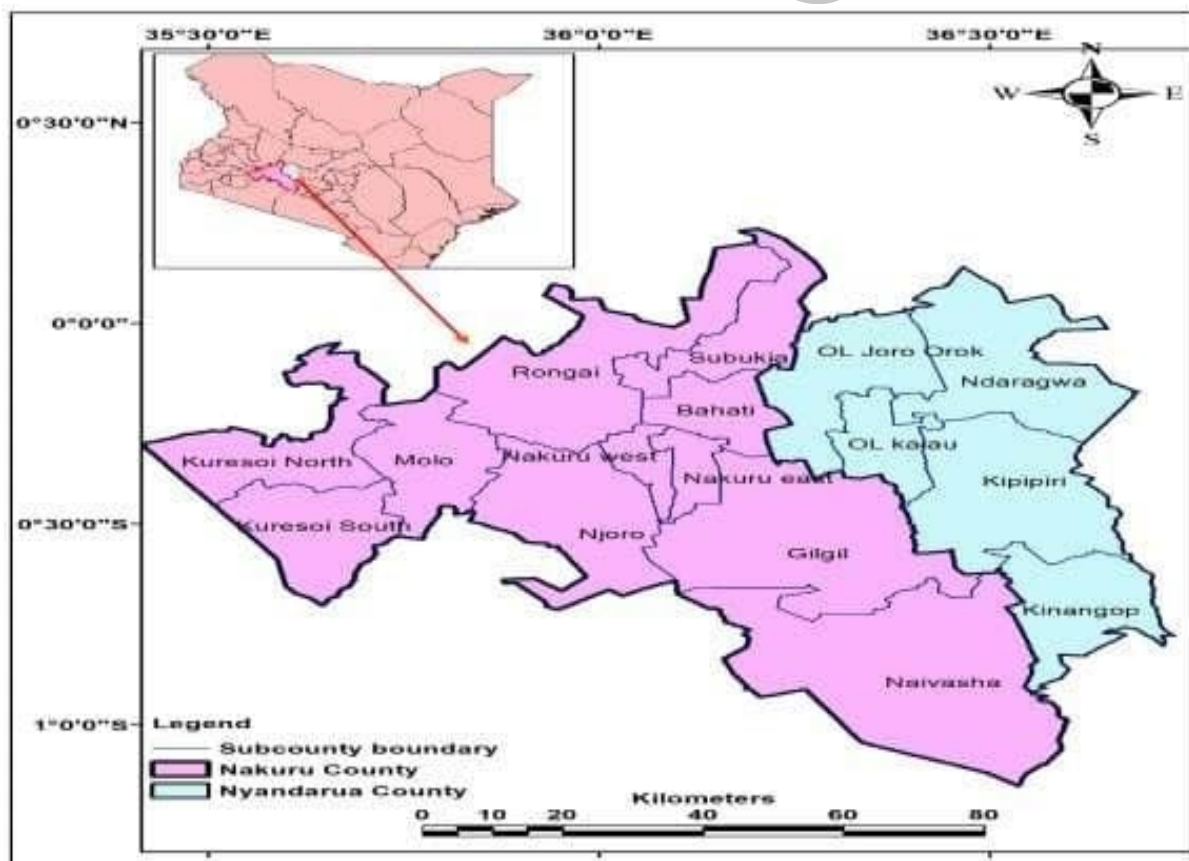 35°30'0"E 36°0'0"E 36°30'0"E
N
W E
S
0°30'0"N
0°0'0"
OL Joro Orok
Subukia
Rongai
Ndaragwa
Bahati
OL kalau
Kuresoi North Molo Nakuru west
Nakuru east Kipipiri
0°30'0"S
Kuresoi South
Njoro
Gilgil
Kinangop
Naivasha
1°0'0"S
Legend
Subcounty boundary
Nakuru County
Nyandarua County
Kilometers
0 10 20 40 60 80